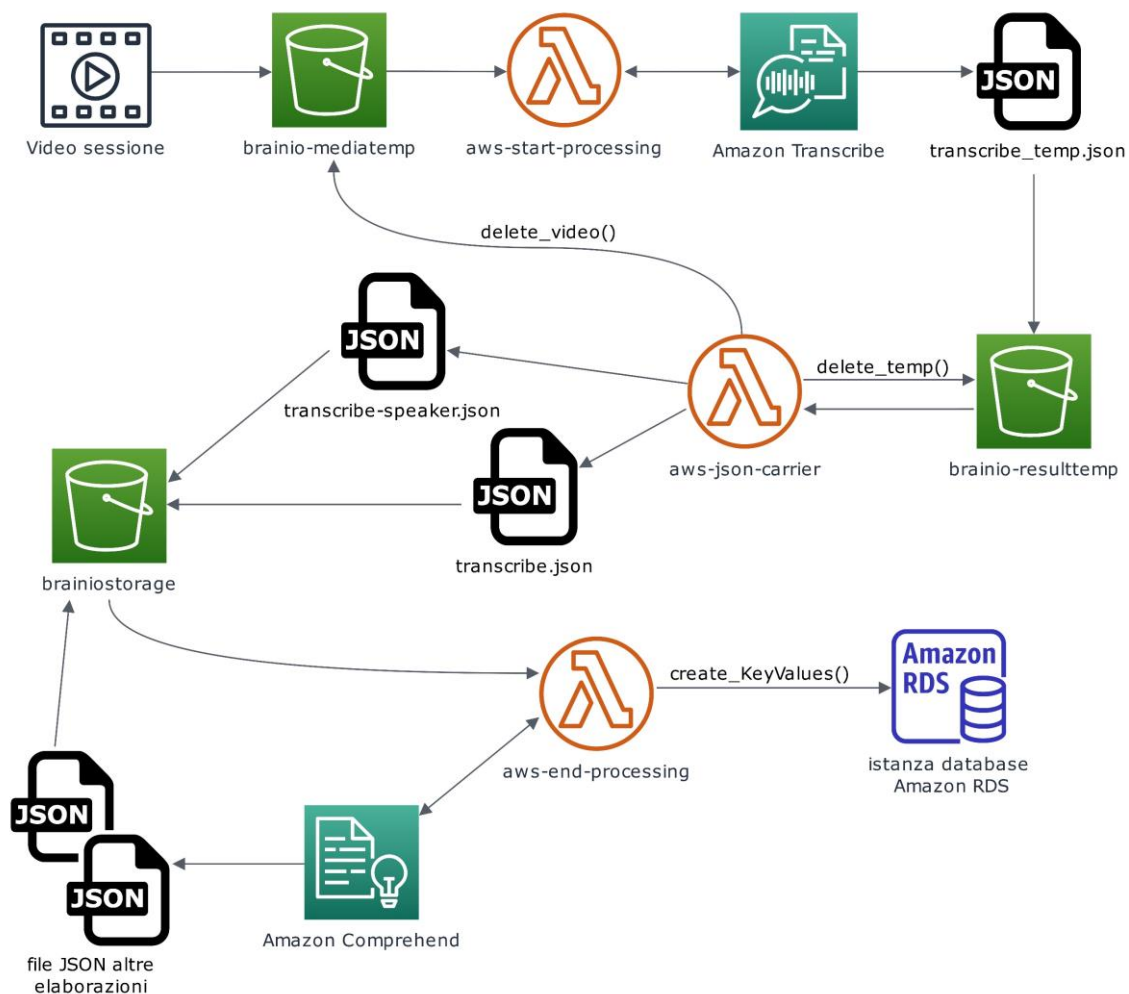 JSON
Video sessione
brainio-mediatemp
aws-start-processing
Amazon Transcribe
transcribe_temp.json
delete_video()
JSON
delete_temp()
transcribe-speaker.json
aws-json-carrier
brainio-resulttemp
JSON
transcribe.json
brainiostorage
Amazon
RDS
create_KeyValues()
aws-end-processing
istanza database
Amazon RDS
JSON
JSON
Amazon Comprehend
file JSON altre
elaborazioni